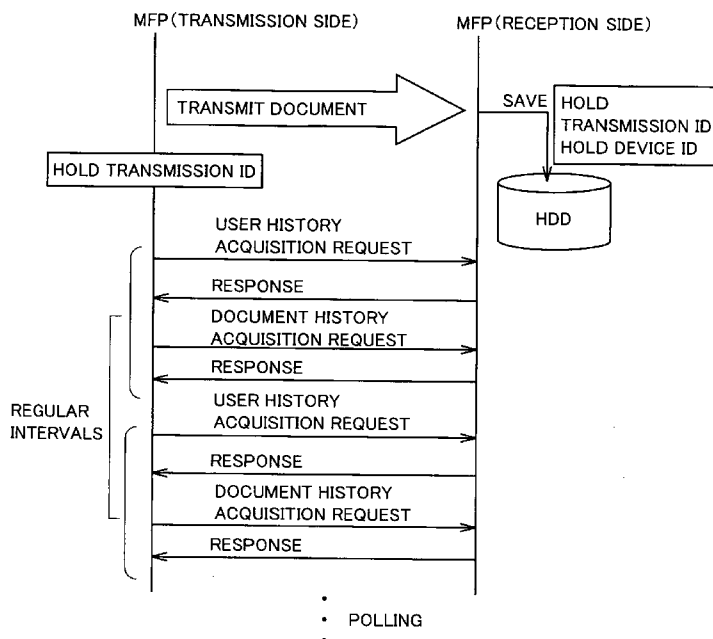 MFP(TRANSMISSION SIDE)
MFP(RECEPTION SIDE)
TRANSMIT DOCUMENT
SAVE
HOLD
TRANSMISSION ID
HOLD DEVICE ID
HOLD TRANSMISSION ID
HDD
USER HISTORY
ACQUISITION REQUEST
RESPONSE
DOCUMENT HISTORY
ACQUISITION REQUEST
RESPONSE
REGULAR
INTERVALS
USER HISTORY
ACQUISITION REQUEST
RESPONSE
DOCUMENT HISTORY
ACQUISITION REQUEST
RESPONSE
POLLING